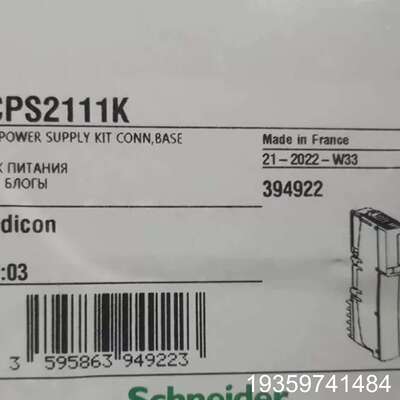 CPS2111K
POWER SUPPLY KIT CONN,BASE
К ПИТАНИЯ
БЛОГЫ
Made in France
21-2022-W33
394922
dicon
:03
3 595863 949223
Schneider
19359741484